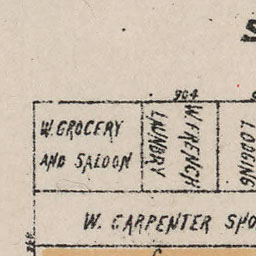 904
W. GROCERY
AND SALOON
LAUNDRY
W. FRENCH
LODGING
W. CARPENTER SHO